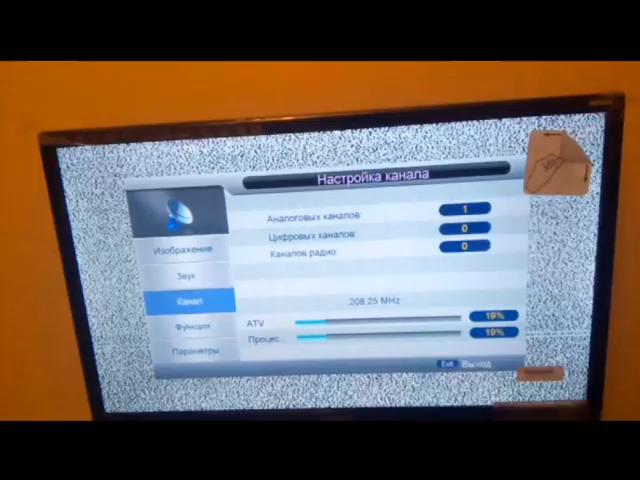 Настройка канала
Аналоговых каналов: 1
Цифровых каналов: 0
Каналов радио: 0
Изображение
Звук
Канал
Функция
Параметры
208.25 MHz
ATV 19%
Процес... 19%
Exit Выход